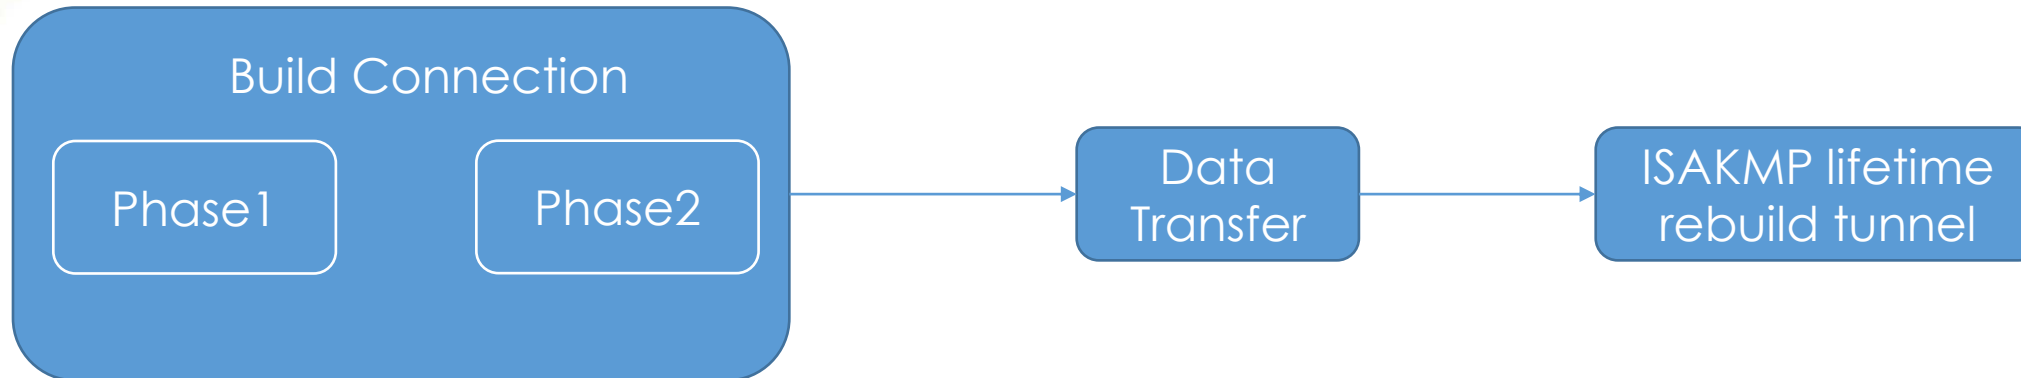 Build Connection
Phase1
Phase2
Data
Transfer
ISAKMP lifetime
rebuild tunnel